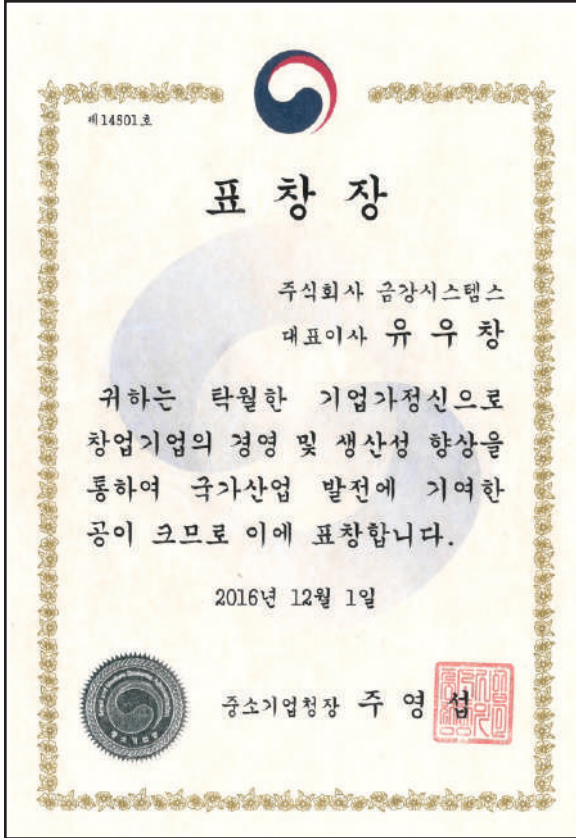 제14501호
표 창 장
주식회사 금강시스템스
대표이사 유 우 창
귀하는 탁월한 기업가정신으로
창업기업의 경영 및 생산성 향상을
통하여 국가산업 발전에 기여한
공이 크므로 이에 표창합니다.
2016년 12월 1일
중소기업청장 주 영 섭